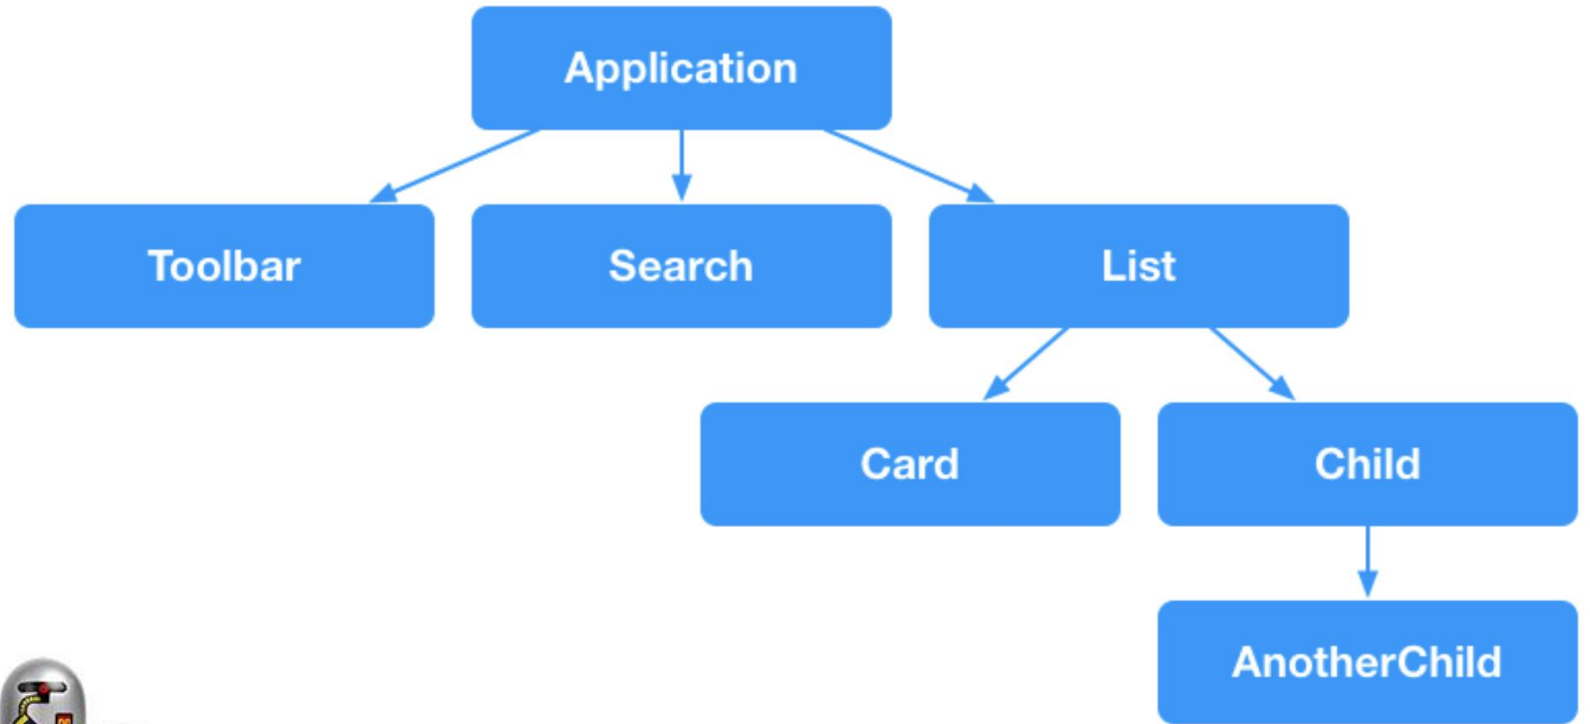 Application
Toolbar
Search
List
Card
Child
AnotherChild